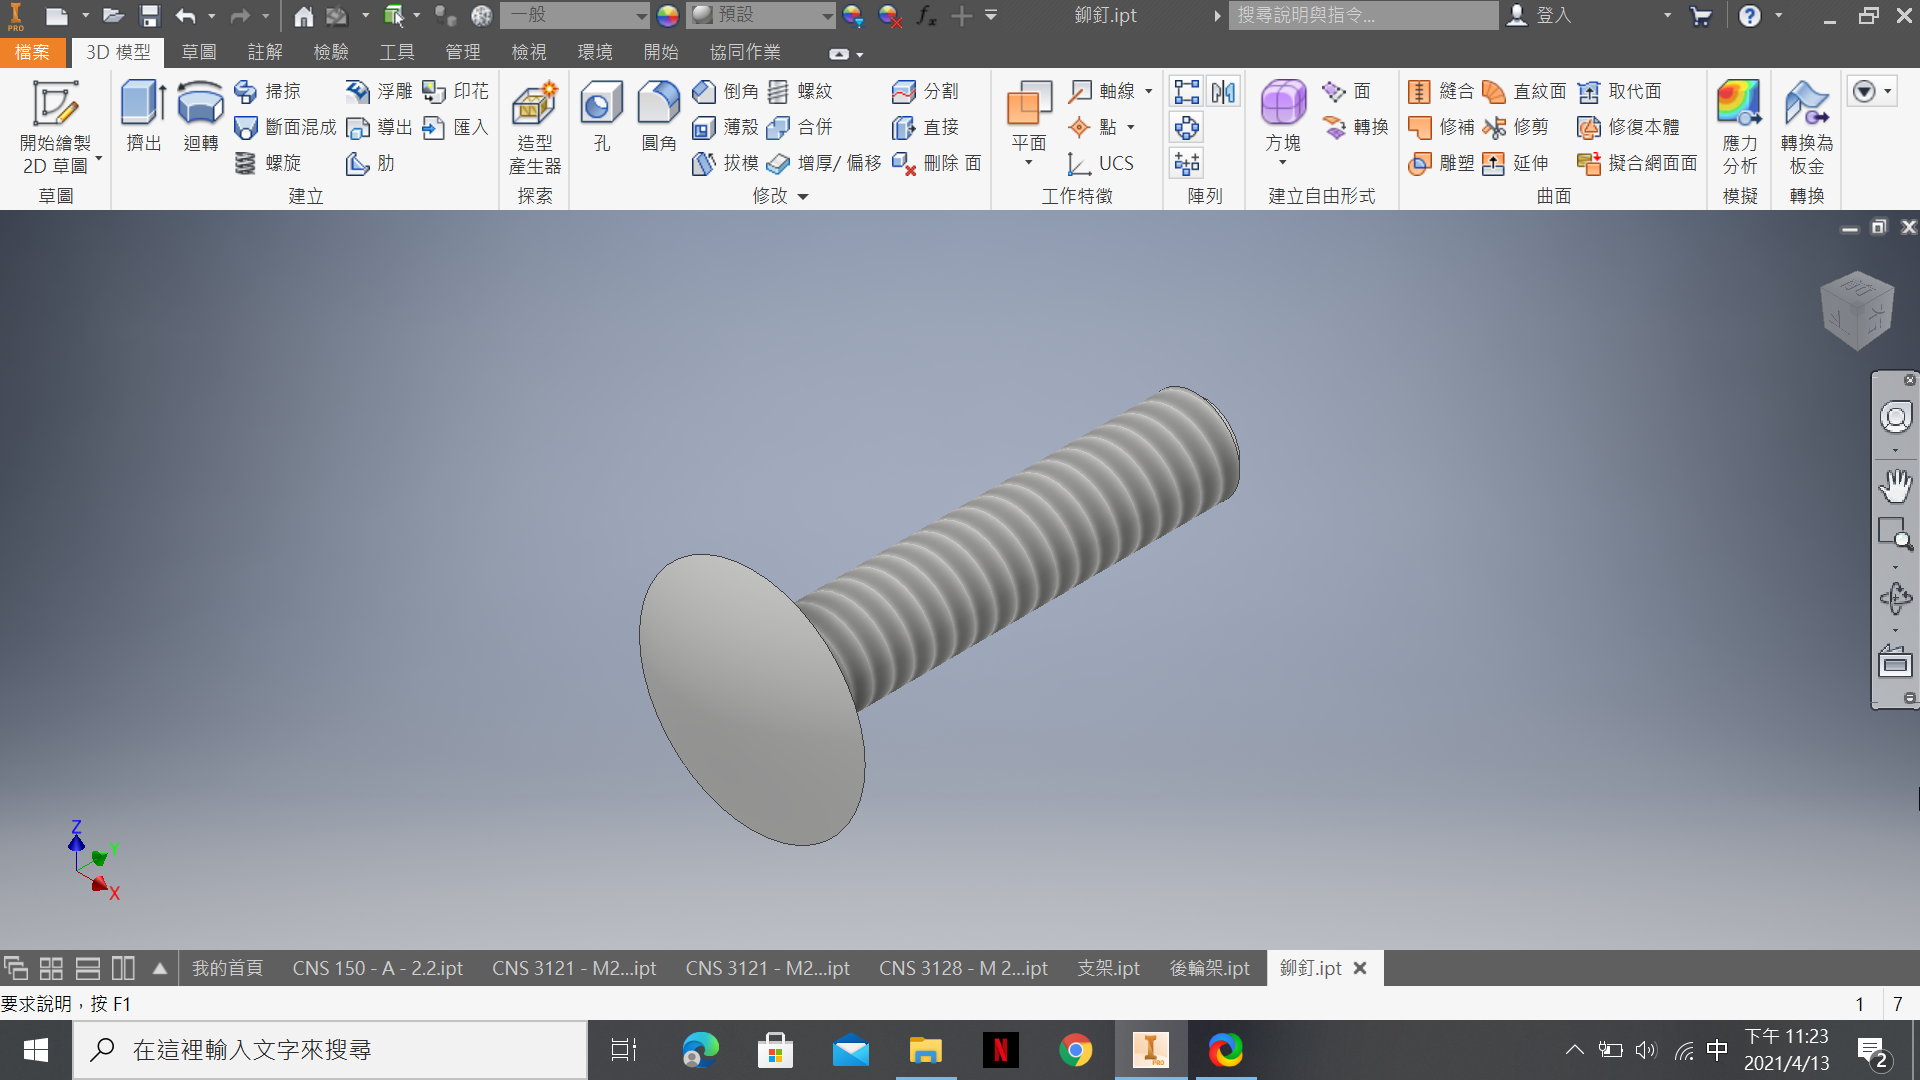 PRO 一般 預設 fx 鉚釘.ipt 搜尋說明與指令... 登入
檔案 3D 模型 草圖 註解 檢驗 工具 管理 檢視 環境 開始 協同作業
開始繪製
2D 草圖
草圖
擠出 迴轉 掃掠 浮雕 印花
斷面混成 導出 匯入
螺旋 肋
建立
造型
產生器
探索
孔 圓角 倒角 螺紋 分割
薄殼 合併 直接
拔模 增厚/ 偏移 刪除 面
修改
平面 軸線
點
UCS
工作特徵
陣列
方塊 面
轉換
建立自由形式
縫合 直紋面 取代面
修補 修剪 修復本體
雕塑 延伸 擬合網面面
曲面
應力
分析
模擬
轉換為
板金
轉換
Z
Y
X
我的首頁 CNS 150 - A - 2.2.ipt CNS 3121 - M2...ipt CNS 3121 - M2...ipt CNS 3128 - M 2...ipt 支架.ipt 後輪架.ipt 鉚釘.ipt
要求說明，按 F1 1 7
在這裡輸入文字來搜尋 N I PRO 中 下午 11:23
2021/4/13 2